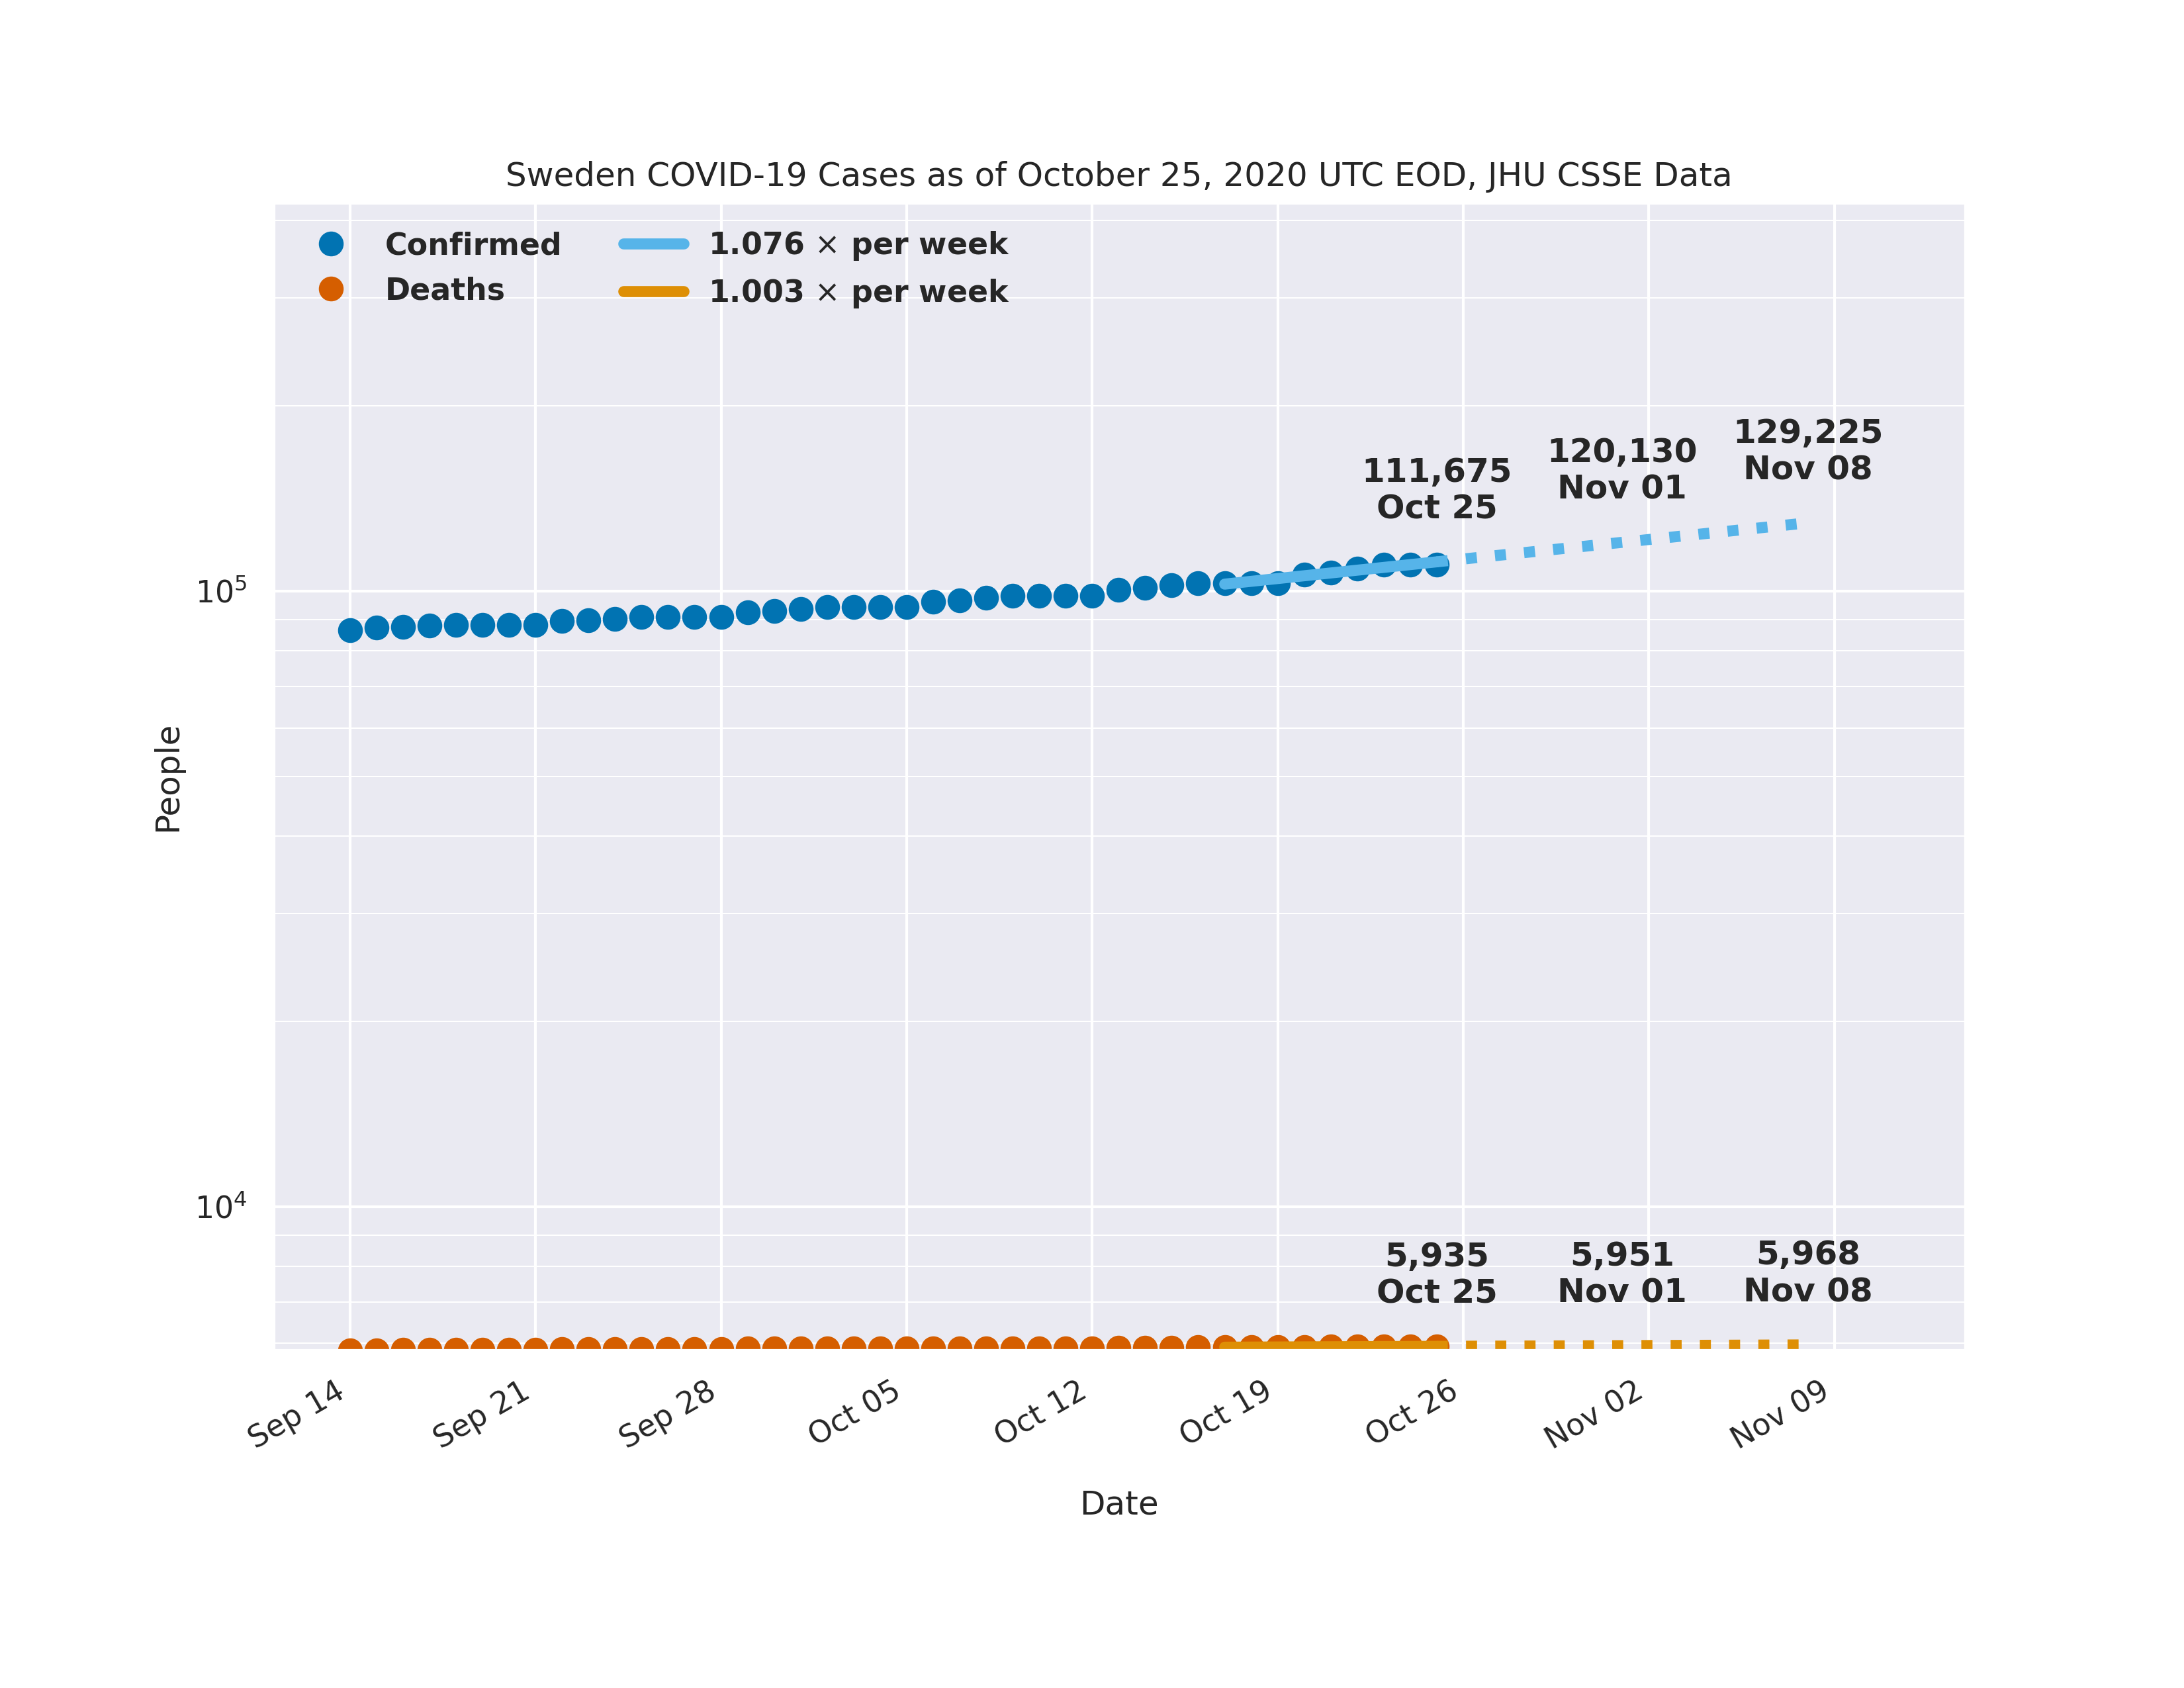 Sweden COVID-19 Cases as of October 25, 2020 UTC EOD, JHU CSSE Data
Confirmed
Deaths
1.076 × per week
1.003 × per week
111,675
Oct 25
120,130
Nov 01
129,225
Nov 08
10⁵
People
10⁴
5,935
Oct 25
5,951
Nov 01
5,968
Nov 08
Sep 14
Sep 21
Sep 28
Oct 05
Oct 12
Oct 19
Oct 26
Nov 02
Nov 09
Date